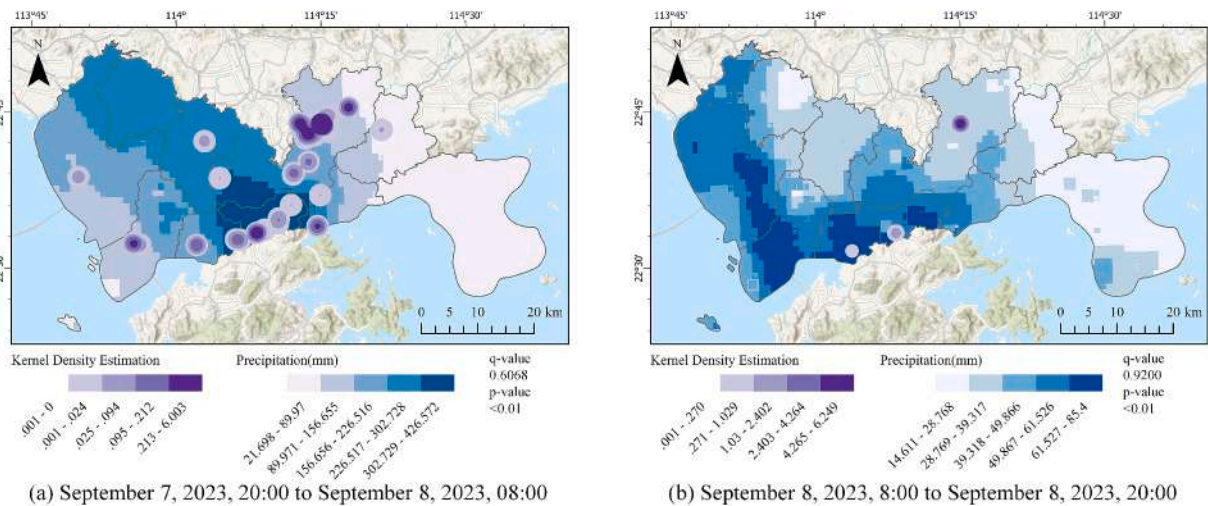 113°45' 114° 114°15' 114°30'
113°45' 114° 114°15' 114°30'
N
N
22°45'
22°45'
22°30'
0 5 10 20 km
0 5 10 20 km
Kernel Density Estimation
.001 - 0
.001 - .024
.025 - .094
.095 - .212
.213 - 6.003
Precipitation(mm)
21.698 - 89.97
89.971 - 156.655
156.656 - 226.516
226.517 - 302.728
302.729 - 426.572
q-value
0.6068
p-value
<0.01
Kernel Density Estimation
.001 - .270
.271 - 1.029
1.03 - 2.402
2.403 - 4.264
4.265 - 6.249
Precipitation(mm)
14.611 - 28.768
28.769 - 39.317
39.318 - 49.866
49.867 - 61.526
61.527 - 85.4
q-value
0.9200
p-value
<0.01
(a) September 7, 2023, 20:00 to September 8, 2023, 08:00
(b) September 8, 2023, 8:00 to September 8, 2023, 20:00